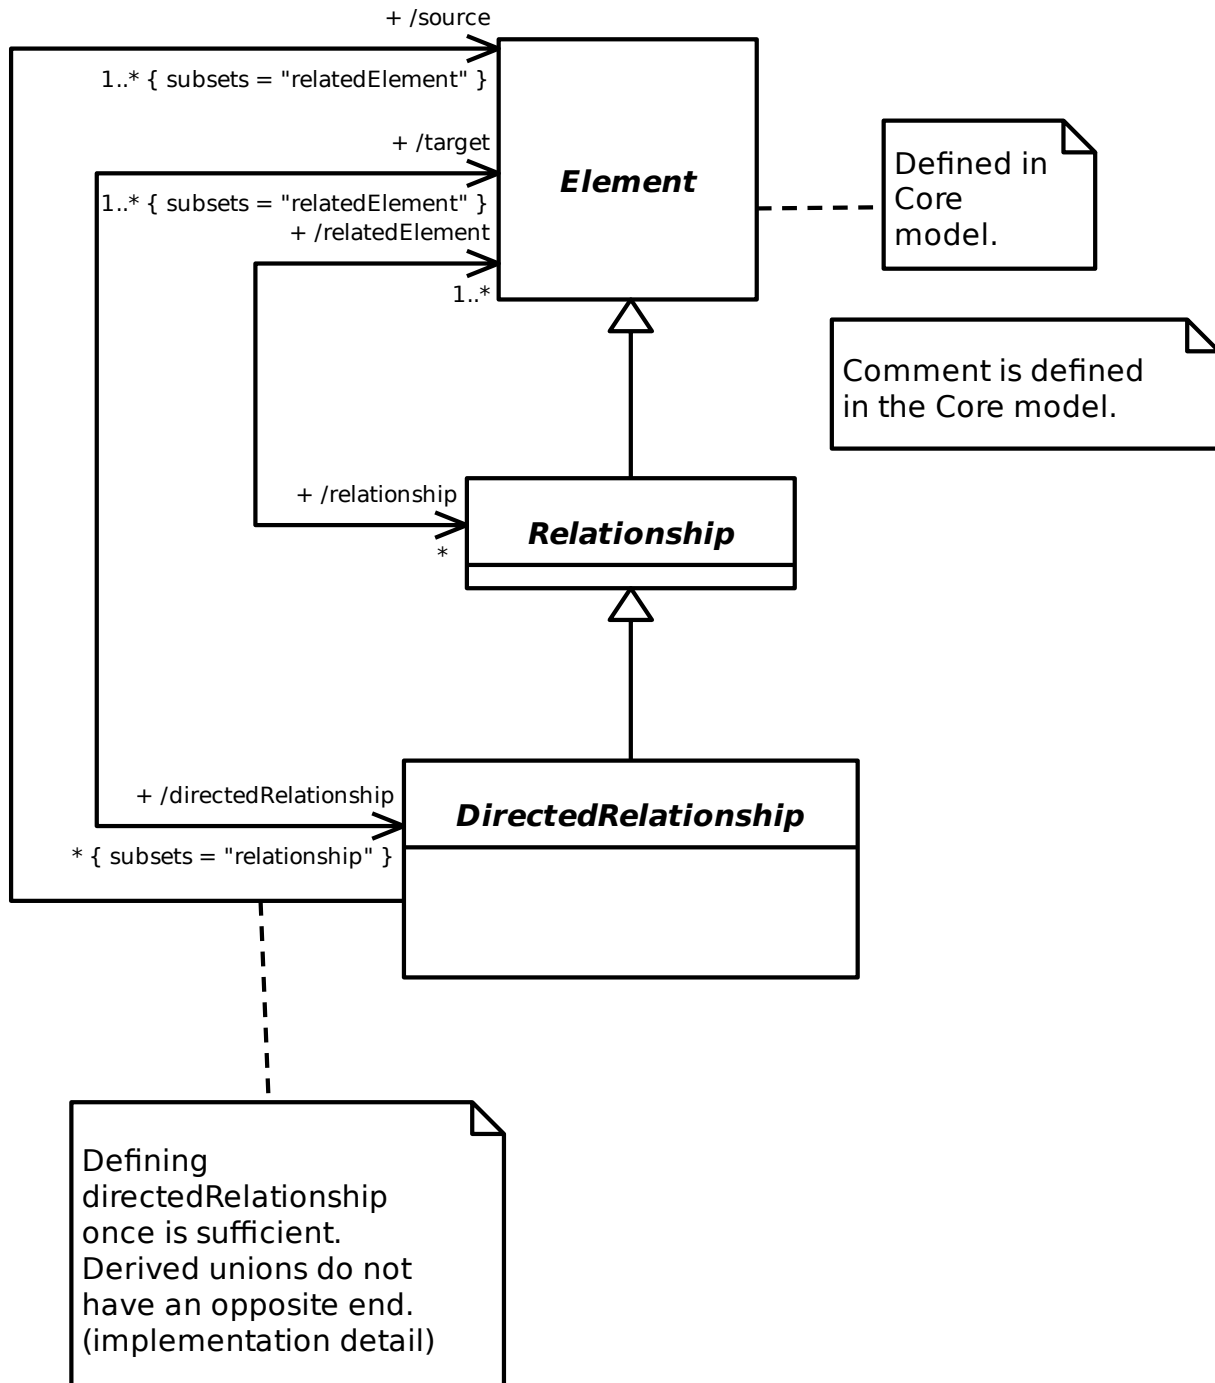 + /source
1..* { subsets = "relatedElement" }
+ /target
1..* { subsets = "relatedElement" }
+ /relatedElement
1..*
Element
Defined in
Core
model.
Comment is defined
in the Core model.
+ /relationship
*
Relationship
+ /directedRelationship
* { subsets = "relationship" }
DirectedRelationship
Defining
directedRelationship
once is sufficient.
Derived unions do not
have an opposite end.
(implementation detail)